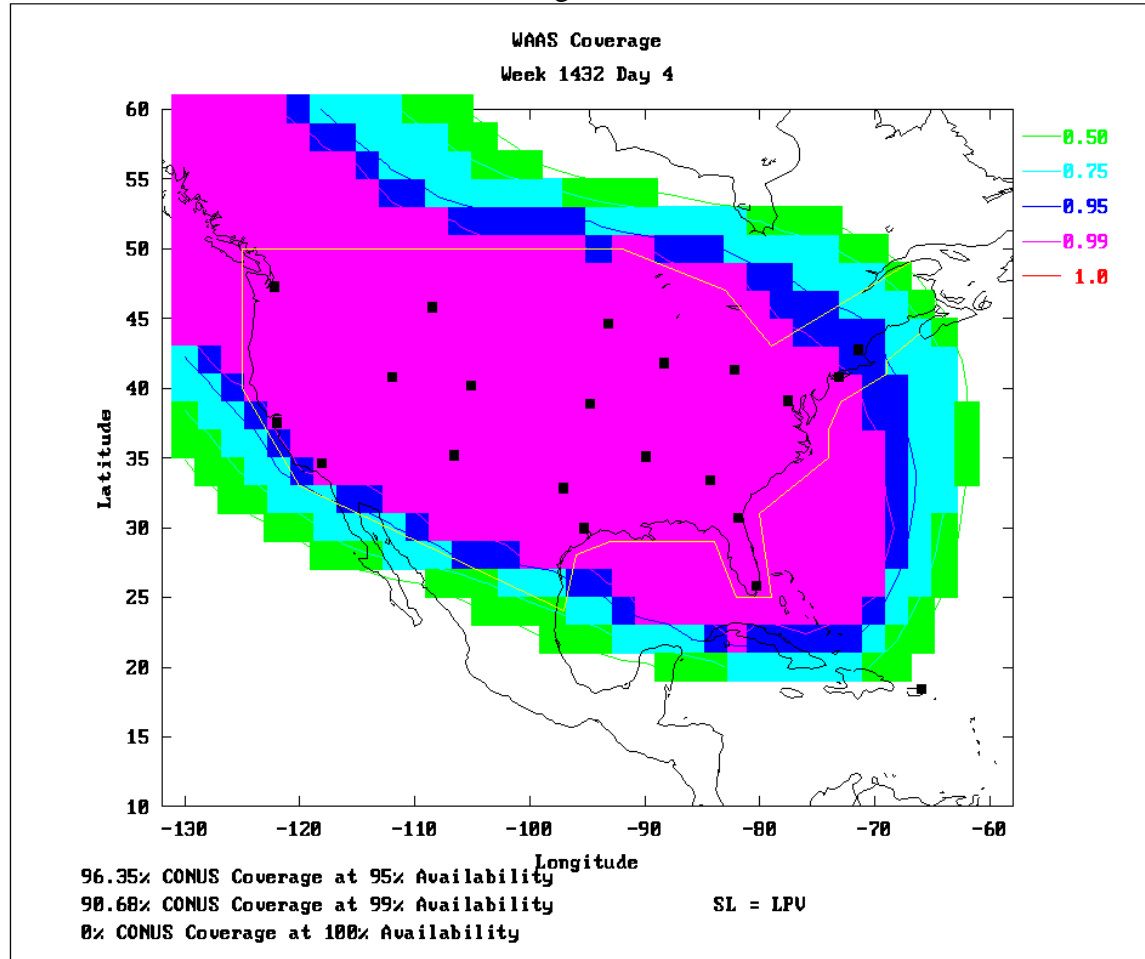 WAAS Coverage
Week 1432 Day 4
60
55
50
45
40
35
30
25
20
15
10
Latitude
-130 -120 -110 -100 -90 -80 -70 -60
Longitude
0.50
0.75
0.95
0.99
1.0
96.35% CONUS Coverage at 95% Availability
90.68% CONUS Coverage at 99% Availability SL = LPV
0% CONUS Coverage at 100% Availability